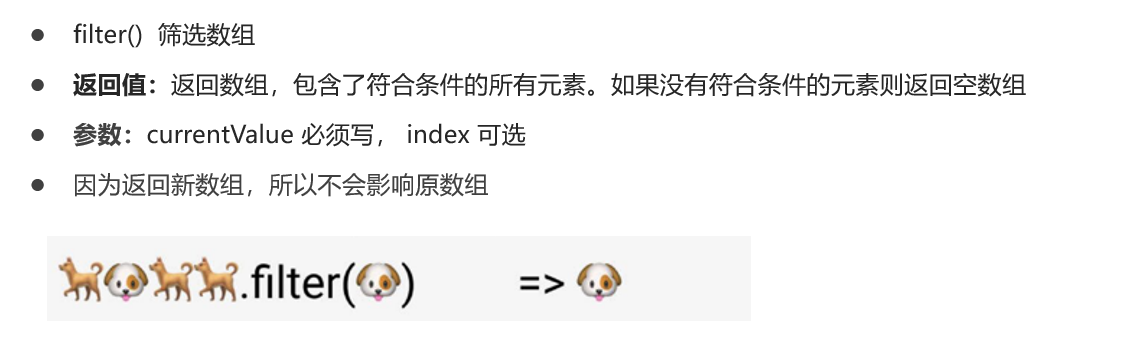 ● filter() 筛选数组
● 返回值：返回数组，包含了符合条件的所有元素。如果没有符合条件的元素则返回空数组
● 参数：currentValue 必须写， index 可选
● 因为返回新数组，所以不会影响原数组
🐕🐶🐕🐕.filter(🐶) => 🐶